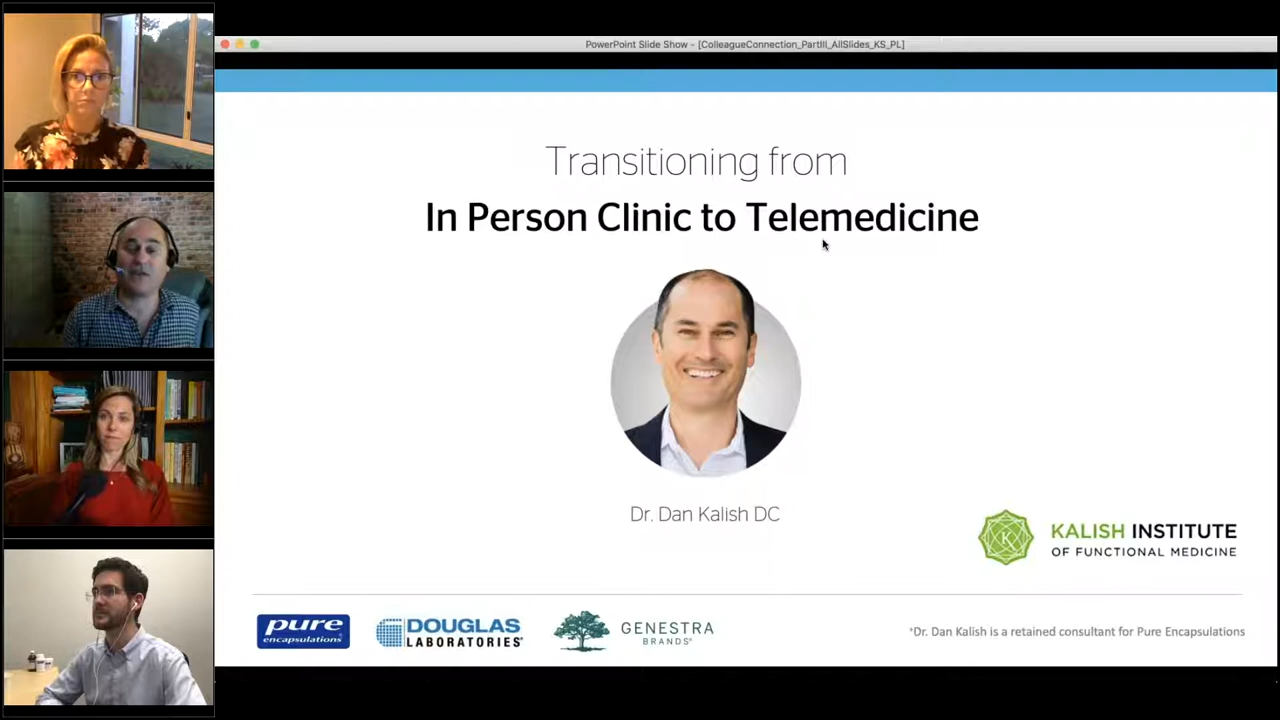 PowerPoint Slide Show - [ColleagueConnection_PartIII_AllSlides_KS_PL]
Transitioning from
In Person Clinic to Telemedicine
Dr. Dan Kalish DC
K
KALISH INSTITUTE
OF FUNCTIONAL MEDICINE
pure
encapsulations®
DOUGLAS
LABORATORIES®
GENESTRA
BRANDS®
*Dr. Dan Kalish is a retained consultant for Pure Encapsulations